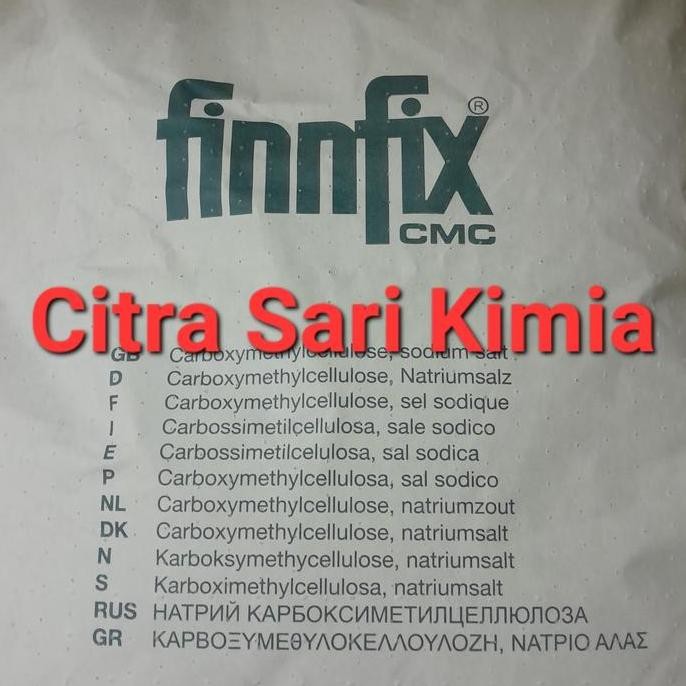 finnfix®
CMC
Citra Sari Kimia
GB Carboxymethylcellulose, sodium salt
D Carboxymethylcellulose, Natriumsalz
F Carboxymethylcellulose, sel sodique
I Carbossimetilcellulosa, sale sodico
E Carbossimetilcelulosa, sal sodica
P Carboxymethylcellulosa, sal sodico
NL Carboxymethylcellulose, natriumzout
DK Carboxymethylcellulose, natriumsalt
N Karboksymethycellulose, natriumsalt
S Karboximethylcellulosa, natriumsalt
RUS НАТРИЙ КАРБОКСИМЕТИЛЦЕЛЛЮЛОЗА
GR ΚΑΡΒΟΞΥΜΕΘΥΛΟΚΕΛΛΟΥΛΟΖΗ, ΝΑΤΡΙΟ ΑΛΑΣ